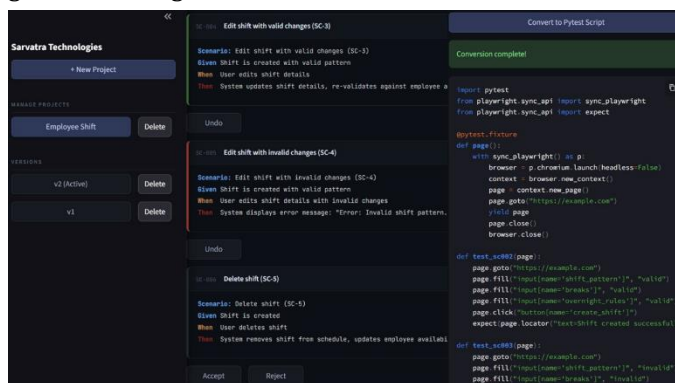 «
Sarvatra Technologies
+ New Project
MANAGE PROJECTS
Employee Shift
Delete
VERSIONS
v2 (Active)
Delete
v1
Delete
Edit shift with valid changes (SC-3)
Scenario: Edit shift with valid changes (SC-3)
Given Shift is created with valid pattern
When User edits shift details
Then System updates shift details, re-validates against employee a
Undo
Edit shift with invalid changes (SC-4)
Scenario: Edit shift with invalid changes (SC-4)
Given Shift is created with valid pattern
When User edits shift details with invalid changes
Then System displays error message: "Error: Invalid shift pattern.
Undo
Delete shift (SC-5)
Scenario: Delete shift (SC-5)
Given Shift is created
When User deletes shift
Then System removes shift from schedule, updates employee availabi
Accept
Reject
Convert to Pytest Script
Conversion complete!
import pytest
from playwright.sync_api import sync_playwright
from playwright.sync_api import expect
@pytest.fixture
def page():
with sync_playwright() as p:
browser = p.chromium.launch(headless=False)
context = browser.new_context()
page = context.new_page()
page.goto("https://example.com")
yield page
page.close()
browser.close()
def test_sc002(page):
page.goto("https://example.com")
page.fill("input[name='shift_pattern']", "valid")
page.fill("input[name='breaks']", "valid")
page.fill("input[name='overnight_rules']", "valid"
page.click("button[name='create_shift']")
expect(page.locator("text=Shift created successful
def test_sc003(page):
page.goto("https://example.com")
page.fill("input[name='shift_pattern']", "invalid"
page.fill("input[name='breaks']", "invalid")